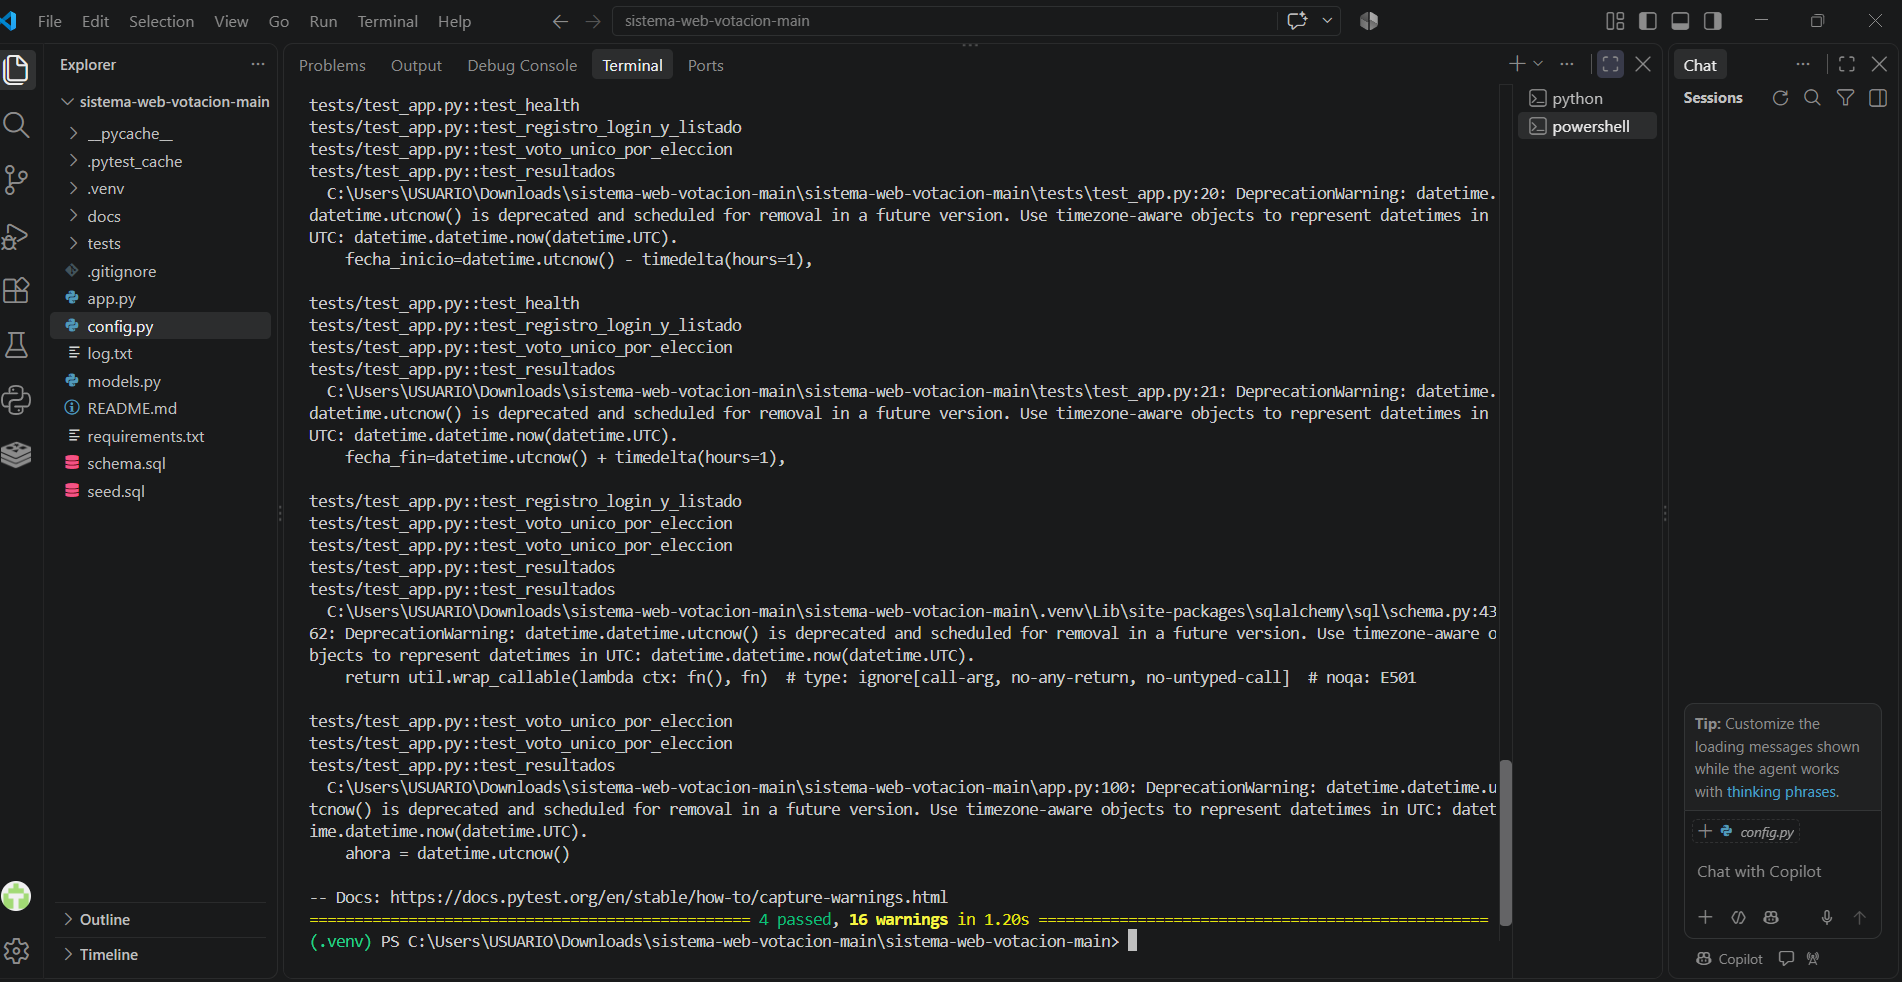 File Edit Selection View Go Run Terminal Help
sistema-web-votacion-main
Explorer
sistema-web-votacion-main
__pycache__
.pytest_cache
.venv
docs
tests
.gitignore
app.py
config.py
log.txt
models.py
README.md
requirements.txt
schema.sql
seed.sql
Outline
Timeline
Problems Output Debug Console Terminal Ports
tests/test_app.py::test_health
tests/test_app.py::test_registro_login_y_listado
tests/test_app.py::test_voto_unico_por_eleccion
tests/test_app.py::test_resultados
C:\Users\USUARIO\Downloads\sistema-web-votacion-main\sistema-web-votacion-main\tests\test_app.py:20: DeprecationWarning: datetime.
datetime.utcnow() is deprecated and scheduled for removal in a future version. Use timezone-aware objects to represent datetimes in
UTC: datetime.datetime.now(datetime.UTC).
fecha_inicio=datetime.utcnow() - timedelta(hours=1),
tests/test_app.py::test_health
tests/test_app.py::test_registro_login_y_listado
tests/test_app.py::test_voto_unico_por_eleccion
tests/test_app.py::test_resultados
C:\Users\USUARIO\Downloads\sistema-web-votacion-main\sistema-web-votacion-main\tests\test_app.py:21: DeprecationWarning: datetime.
datetime.utcnow() is deprecated and scheduled for removal in a future version. Use timezone-aware objects to represent datetimes in
UTC: datetime.datetime.now(datetime.UTC).
fecha_fin=datetime.utcnow() + timedelta(hours=1),
tests/test_app.py::test_registro_login_y_listado
tests/test_app.py::test_voto_unico_por_eleccion
tests/test_app.py::test_voto_unico_por_eleccion
tests/test_app.py::test_resultados
tests/test_app.py::test_resultados
C:\Users\USUARIO\Downloads\sistema-web-votacion-main\sistema-web-votacion-main\.venv\Lib\site-packages\sqlalchemy\sql\schema.py:43
62: DeprecationWarning: datetime.datetime.utcnow() is deprecated and scheduled for removal in a future version. Use timezone-aware o
bjects to represent datetimes in UTC: datetime.datetime.now(datetime.UTC).
return util.wrap_callable(lambda ctx: fn(), fn)  # type: ignore[call-arg, no-any-return, no-untyped-call]  # noqa: E501
tests/test_app.py::test_voto_unico_por_eleccion
tests/test_app.py::test_voto_unico_por_eleccion
tests/test_app.py::test_resultados
C:\Users\USUARIO\Downloads\sistema-web-votacion-main\sistema-web-votacion-main\app.py:100: DeprecationWarning: datetime.datetime.u
tcnow() is deprecated and scheduled for removal in a future version. Use timezone-aware objects to represent datetimes in UTC: datet
ime.datetime.now(datetime.UTC).
ahora = datetime.utcnow()
-- Docs: https://docs.pytest.org/en/stable/how-to/capture-warnings.html
================================================= 4 passed, 16 warnings in 1.20s ==================================================
(.venv) PS C:\Users\USUARIO\Downloads\sistema-web-votacion-main\sistema-web-votacion-main>
python
powershell
Chat
Sessions
Tip: Customize the
loading messages shown
while the agent works
with thinking phrases.
config.py
Chat with Copilot
Copilot